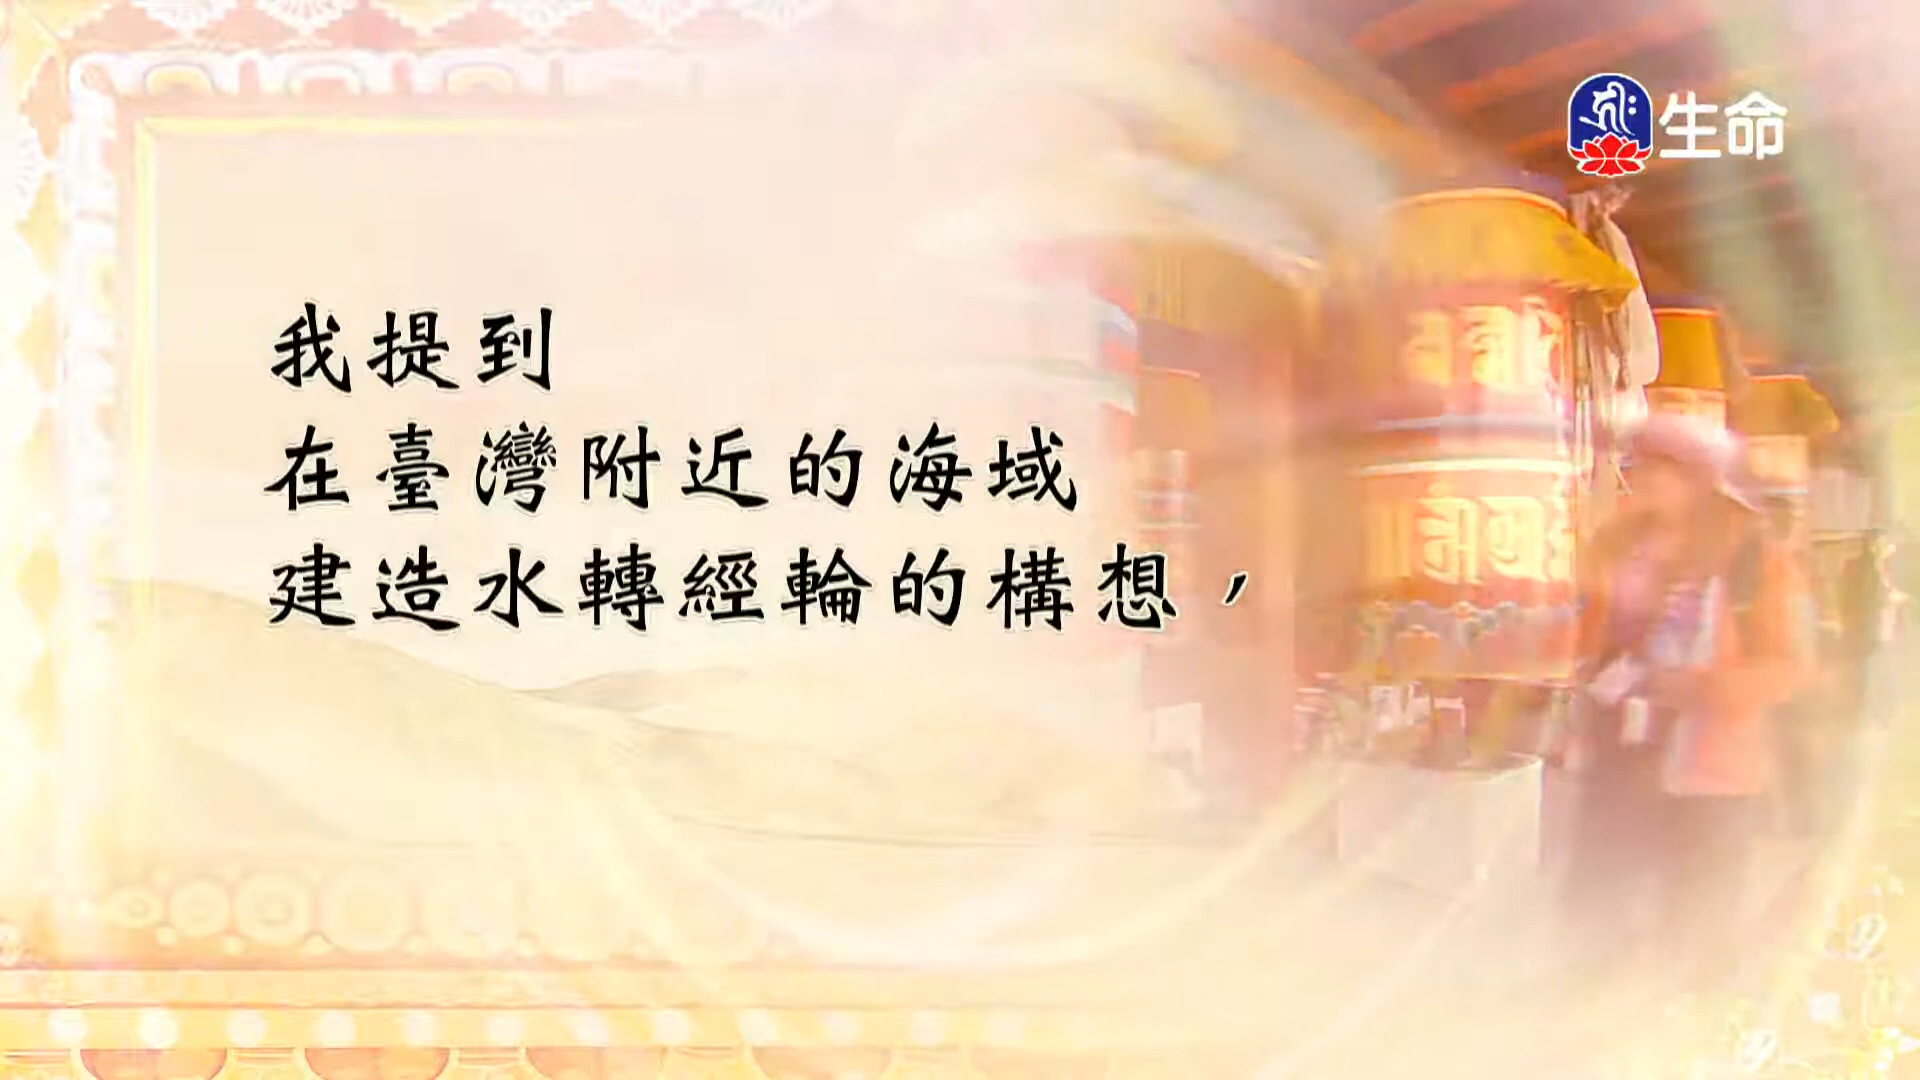 生命
我提到
在臺灣附近的海域
建造水轉經輪的構想，